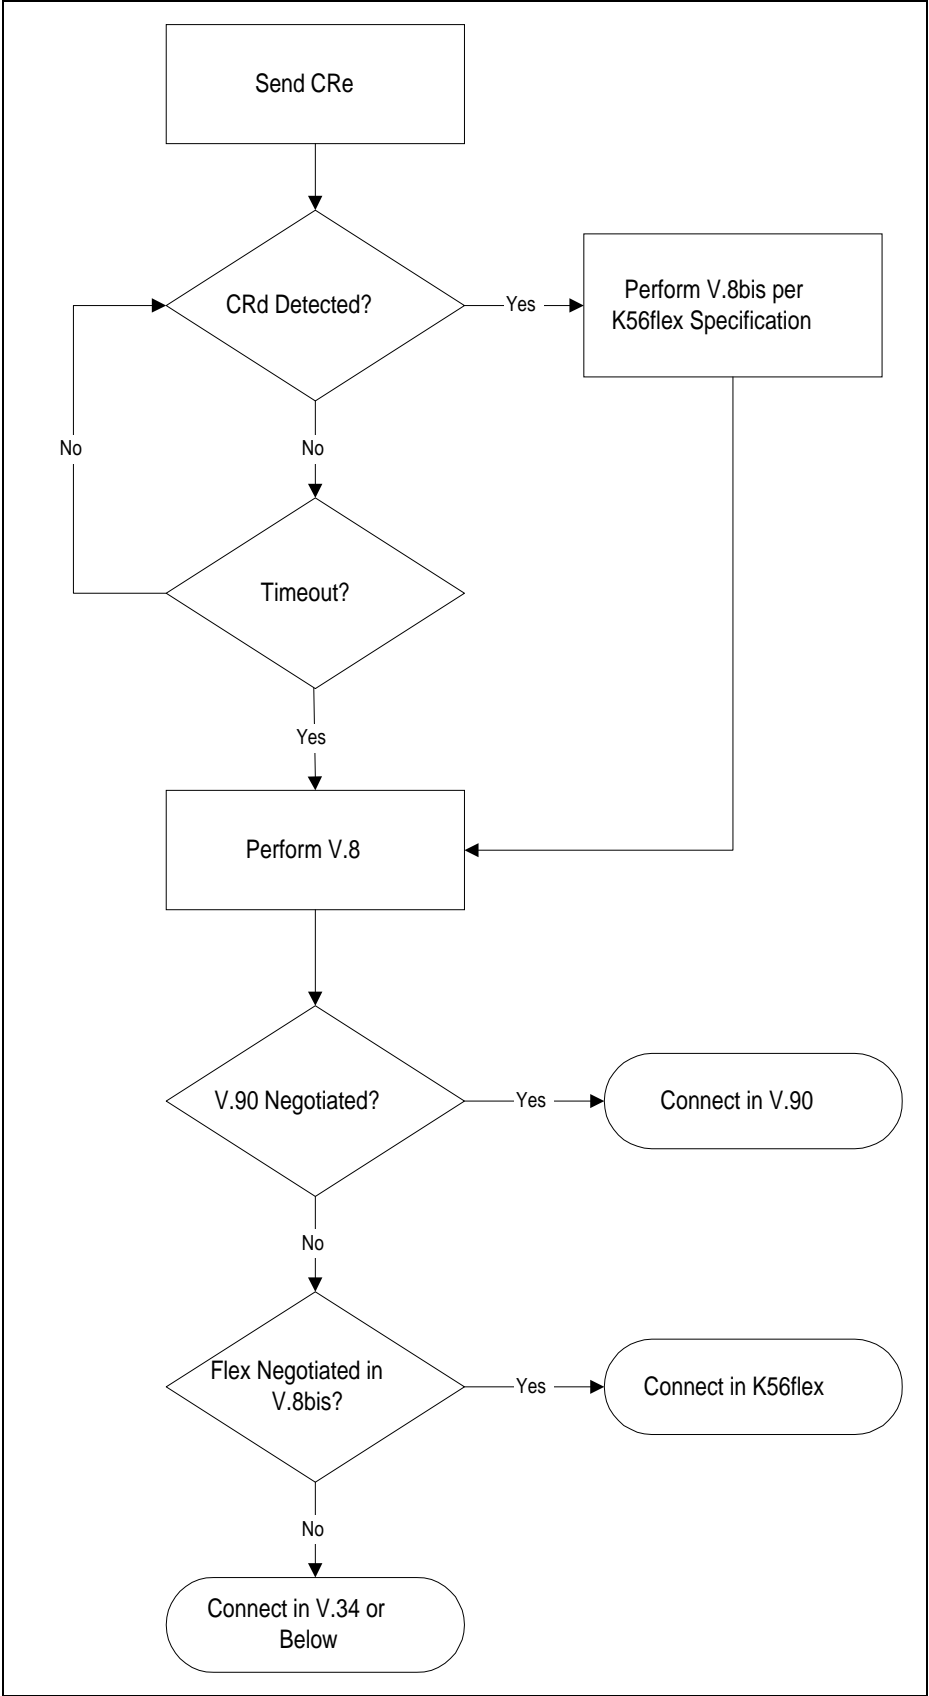 Send CRe
CRd Detected?
Yes
Perform V.8bis per
K56flex Specification
No
No
Timeout?
Yes
Perform V.8
V.90 Negotiated?
Yes
Connect in V.90
No
Flex Negotiated in
V.8bis?
Yes
Connect in K56flex
No
Connect in V.34 or
Below